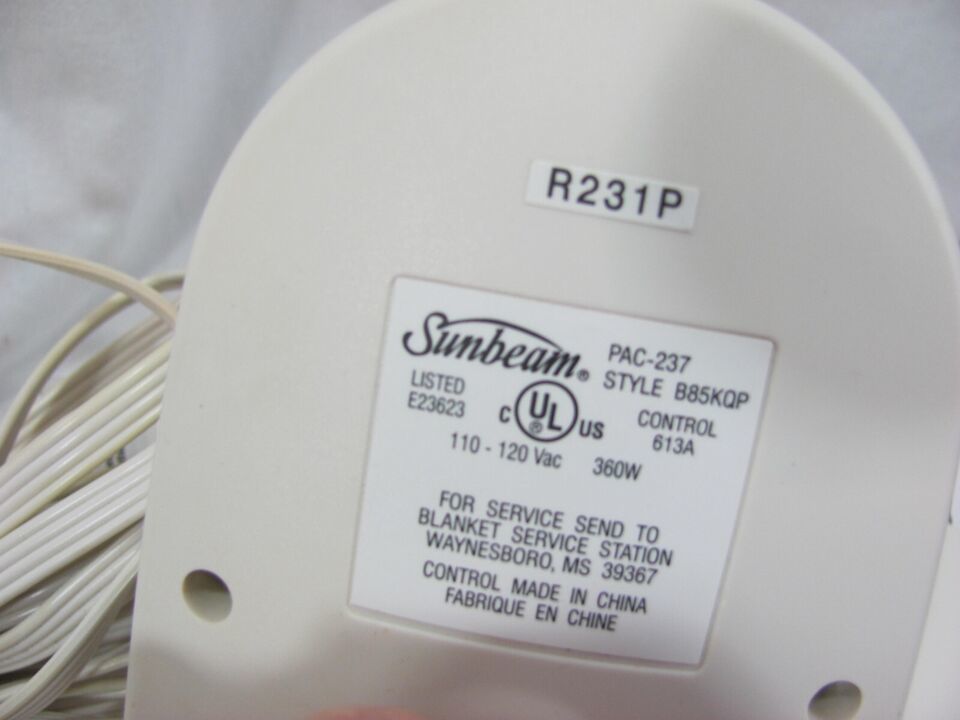 R231P
Sunbeam® PAC-237
STYLE B85KQP
LISTED
E23623
C UL® US
CONTROL
613A
110 - 120 Vac 360W
FOR SERVICE SEND TO
BLANKET SERVICE STATION
WAYNESBORO, MS 39367
CONTROL MADE IN CHINA
FABRIQUE EN CHINE